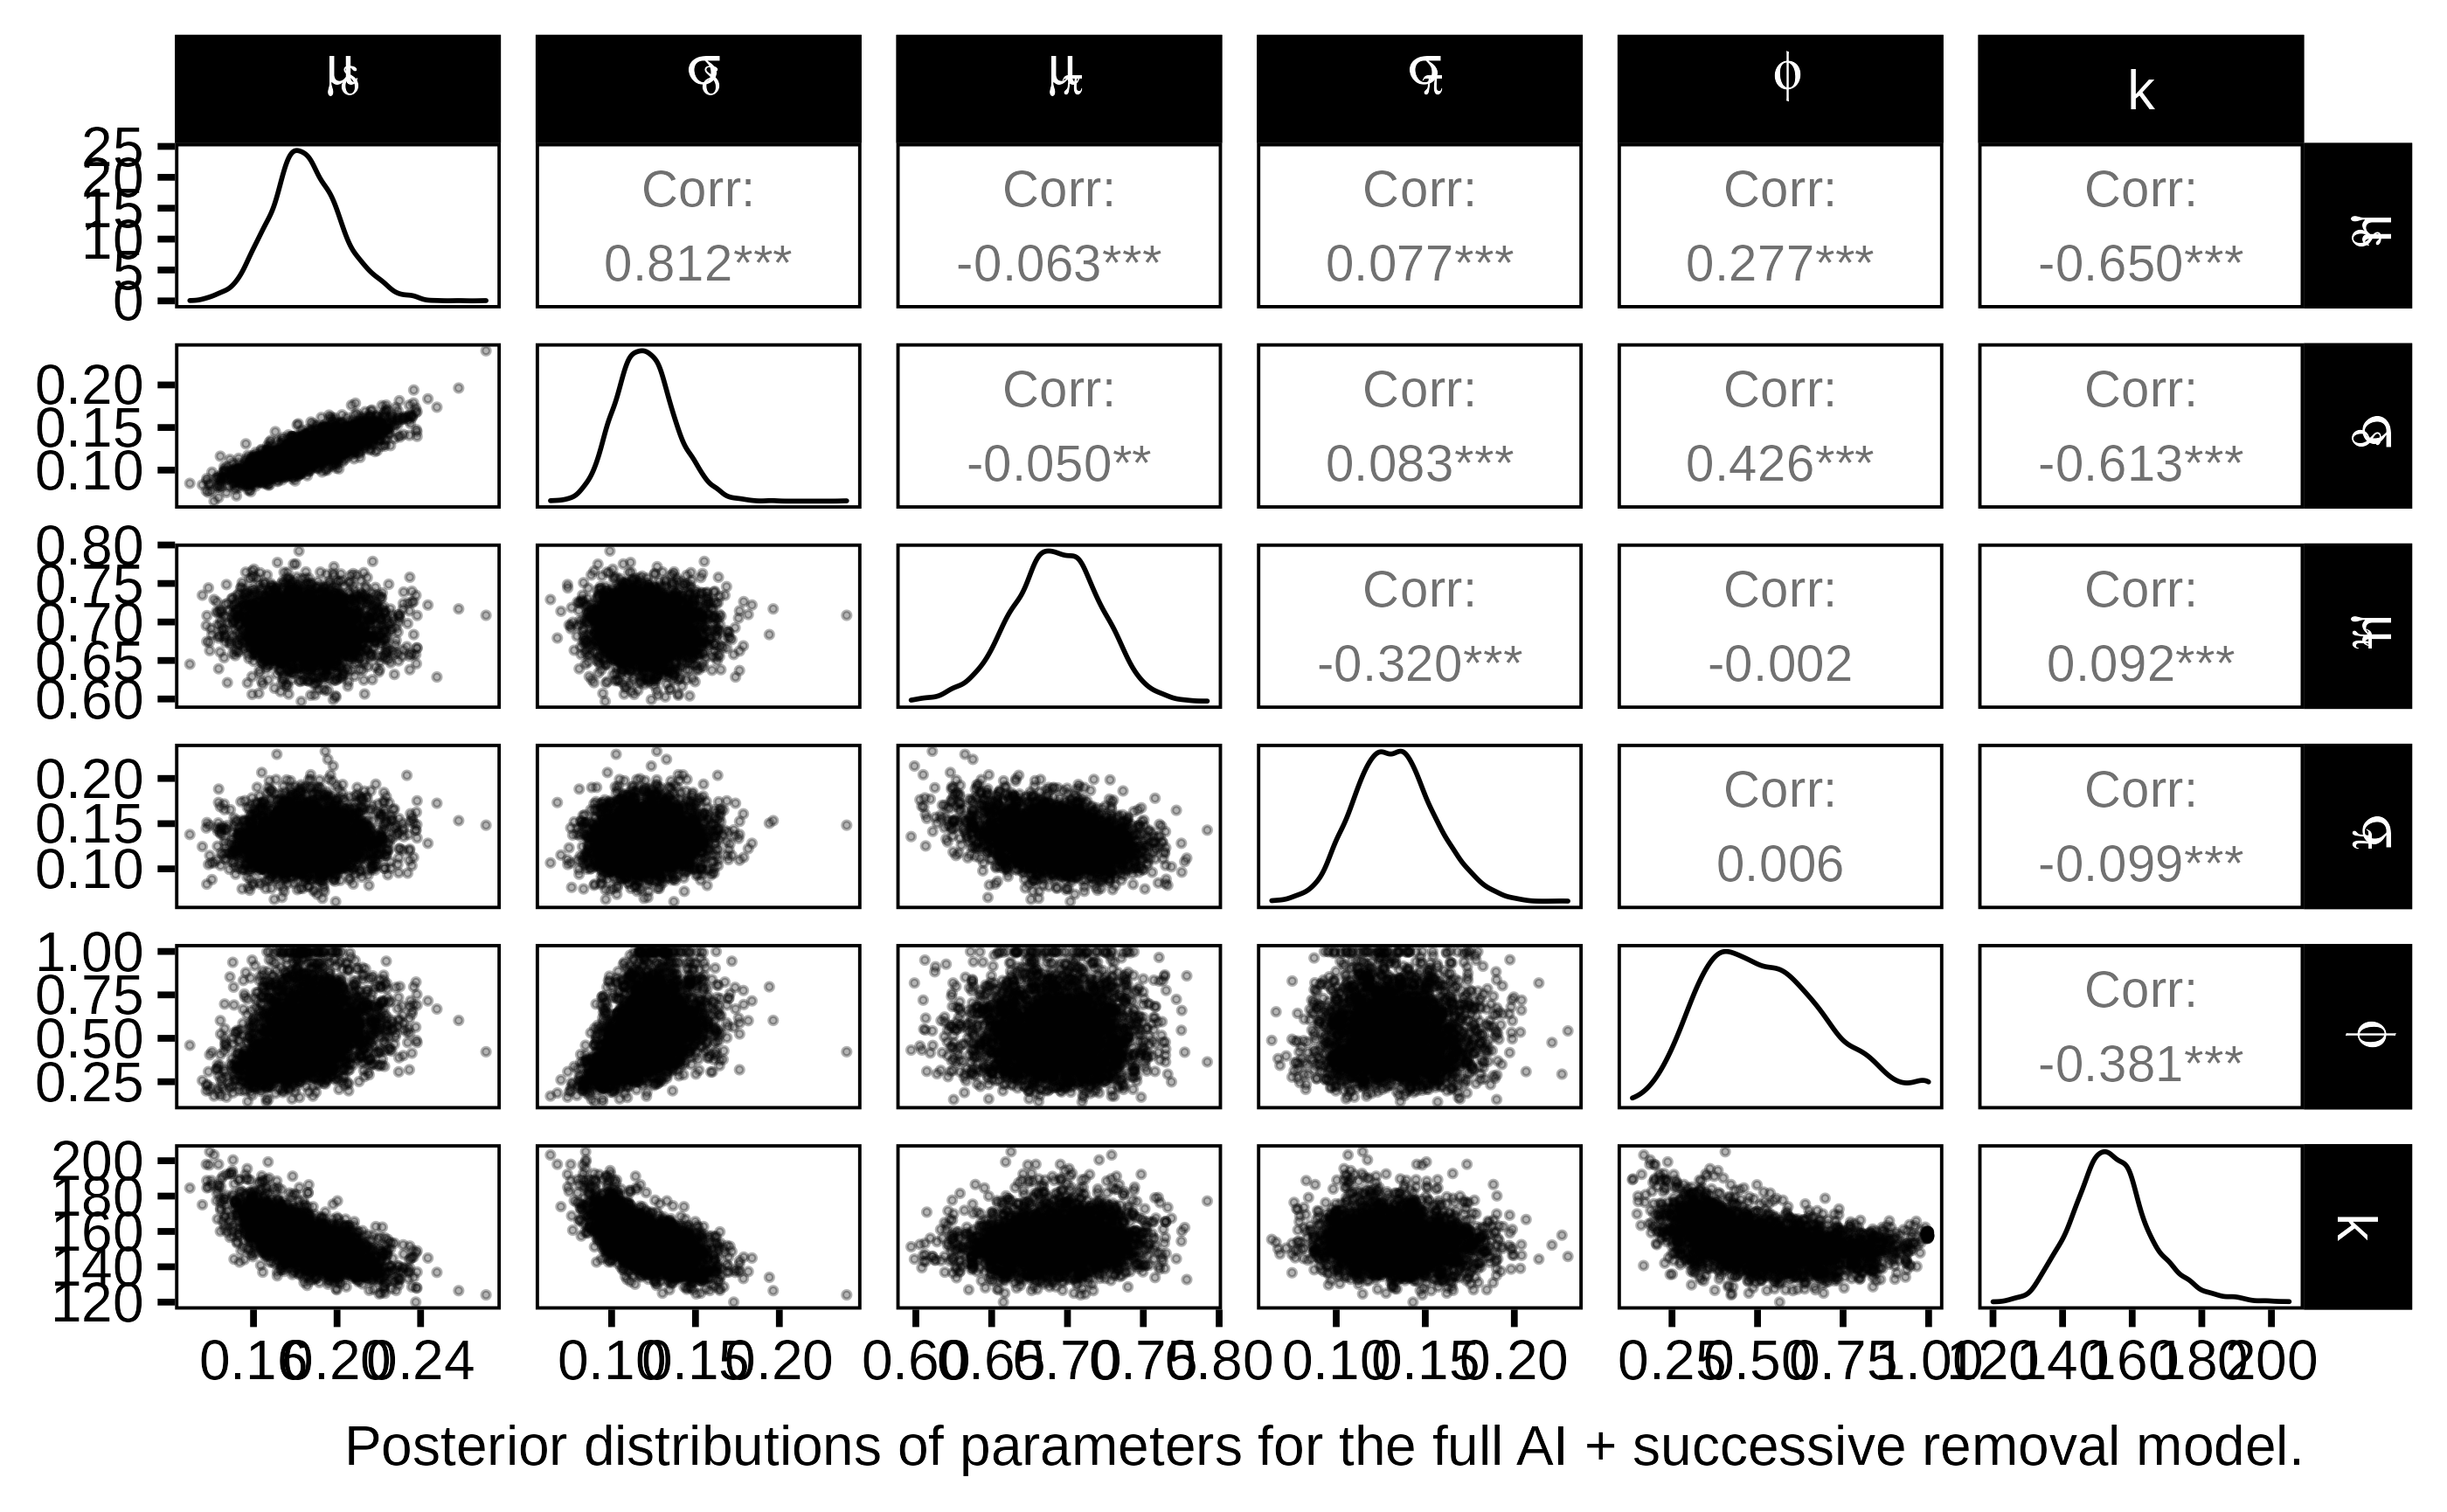 μδ σδ μπ σπ ϕ k
25
20
15
10
5
0
Corr: Corr: Corr: Corr: Corr:
0.812*** -0.063*** 0.077*** 0.277*** -0.650***
μδ
0.20
0.15
0.10
Corr: Corr: Corr: Corr:
-0.050** 0.083*** 0.426*** -0.613***
σδ
0.80
0.75
0.70
0.65
0.60
Corr: Corr: Corr:
-0.320*** -0.002 0.092***
μπ
0.20
0.15
0.10
Corr: Corr:
0.006 -0.099***
σπ
1.00
0.75
0.50
0.25
Corr:
-0.381***
ϕ
200
180
160
140
120
k
0.16 0.20 0.24 0.10 0.15 0.20 0.60 0.65 0.70 0.75 0.80 0.10 0.15 0.20 0.25 0.50 0.75 1.00 120 140 160 180 200
Posterior distributions of parameters for the full AI + successive removal model.